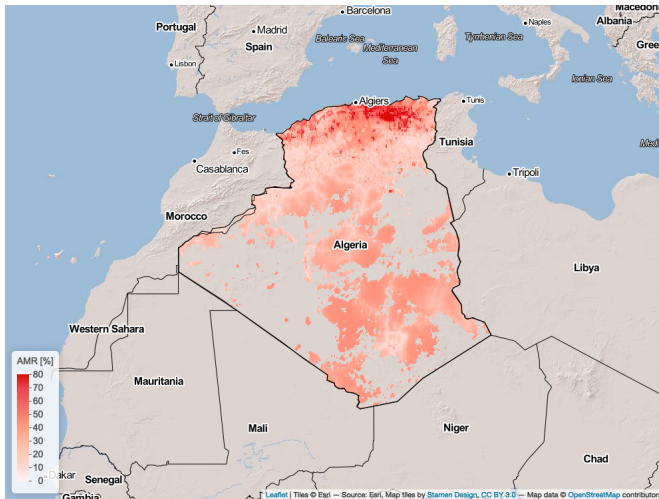 Barcelona
Macedoni
Portugal
Madrid
Naples
Albania
Spain
Balearic Sea
Mediterranean
Sea
Tyrrhenian Sea
Gree
Lisbon
Ionian Sea
Algiers
Tunis
Strait of Gibraltar
Fes
Tunisia
Med
Casablanca
Tripoli
Morocco
Algeria
Libya
Western Sahara
AMR [%]
80
70
60
50
40
30
20
10
0
Mauritania
Mali
Niger
Chad
Dakar
Senegal
Gambia
Leaflet | Tiles © Esri — Source: Esri, Map tiles by Stamen Design, CC BY 3.0 — Map data © OpenStreetMap contributor